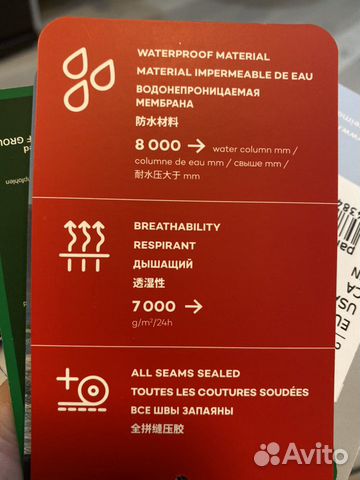 WATERPROOF MATERIAL
MATERIAL IMPERMEABLE DE EAU
ВОДОНЕПРОНИЦАЕМАЯ
МЕМБРАНА
防水材料
8 000 → water column mm /
columne de eau mm / свыше mm /
耐水压大于 mm
BREATHABILITY
RESPIRANT
ДЫШАЩИЙ
透湿性
7 000 →
g/m²/24h
ALL SEAMS SEALED
TOUTES LES COUTURES SOUDÉES
ВСЕ ШВЫ ЗАПАЯНЫ
全拼缝压胶
Avito